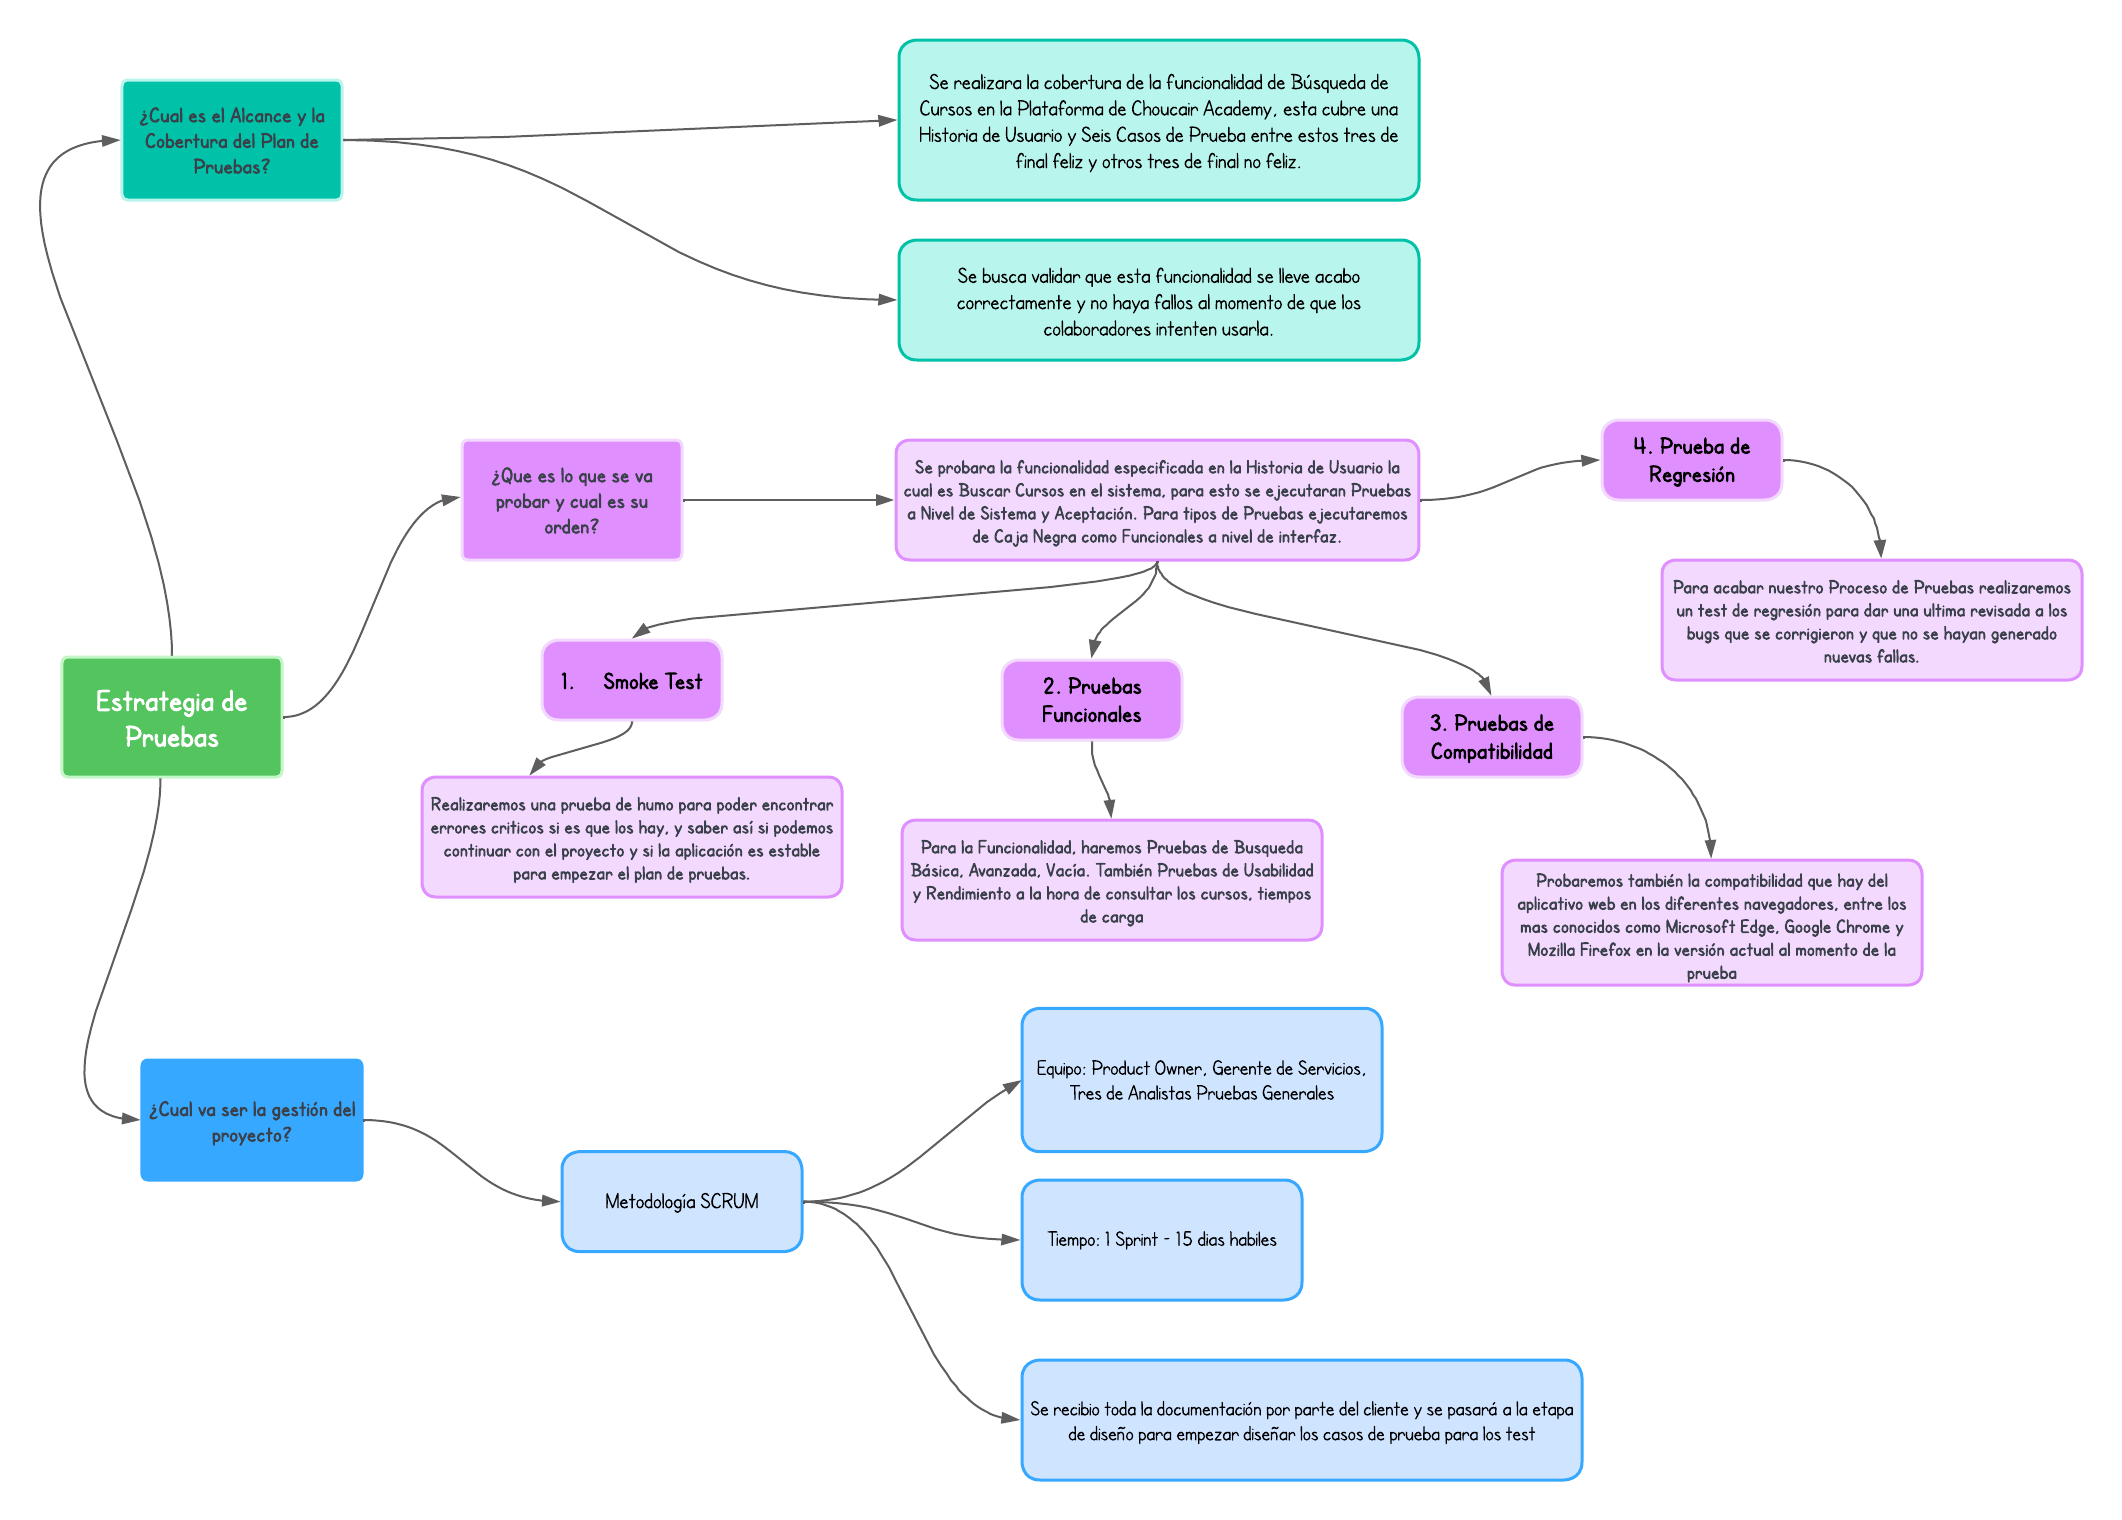 ¿Cual es el Alcance y la
Cobertura del Plan de
Pruebas?
Se realizara la cobertura de la funcionalidad de Búsqueda de
Cursos en la Plataforma de Choucair Academy, esta cubre una
Historia de Usuario y Seis Casos de Prueba entre estos tres de
final feliz y otros tres de final no feliz.
Se busca validar que esta funcionalidad se lleve acabo
correctamente y no haya fallos al momento de que los
colaboradores intenten usarla.
Estrategia de
Pruebas
¿Que es lo que se va
probar y cual es su
orden?
Se probara la funcionalidad especificada en la Historia de Usuario la
cual es Buscar Cursos en el sistema, para esto se ejecutaran Pruebas
a Nivel de Sistema y Aceptación. Para tipos de Pruebas ejecutaremos
de Caja Negra como Funcionales a nivel de interfaz.
1. Smoke Test
Realizaremos una prueba de humo para poder encontrar
errores criticos si es que los hay, y saber así si podemos
continuar con el proyecto y si la aplicación es estable
para empezar el plan de pruebas.
2. Pruebas
Funcionales
Para la Funcionalidad, haremos Pruebas de Busqueda
Básica, Avanzada, Vacía. También Pruebas de Usabilidad
y Rendimiento a la hora de consultar los cursos, tiempos
de carga
3. Pruebas de
Compatibilidad
Probaremos también la compatibilidad que hay del
aplicativo web en los diferentes navegadores, entre los
mas conocidos como Microsoft Edge, Google Chrome y
Mozilla Firefox en la versión actual al momento de la
prueba
4. Prueba de
Regresión
Para acabar nuestro Proceso de Pruebas realizaremos
un test de regresión para dar una ultima revisada a los
bugs que se corrigieron y que no se hayan generado
nuevas fallas.
¿Cual va ser la gestión del
proyecto?
Metodología SCRUM
Equipo: Product Owner, Gerente de Servicios,
Tres de Analistas Pruebas Generales
Tiempo: 1 Sprint - 15 dias habiles
Se recibio toda la documentación por parte del cliente y se pasará a la etapa
de diseño para empezar diseñar los casos de prueba para los test